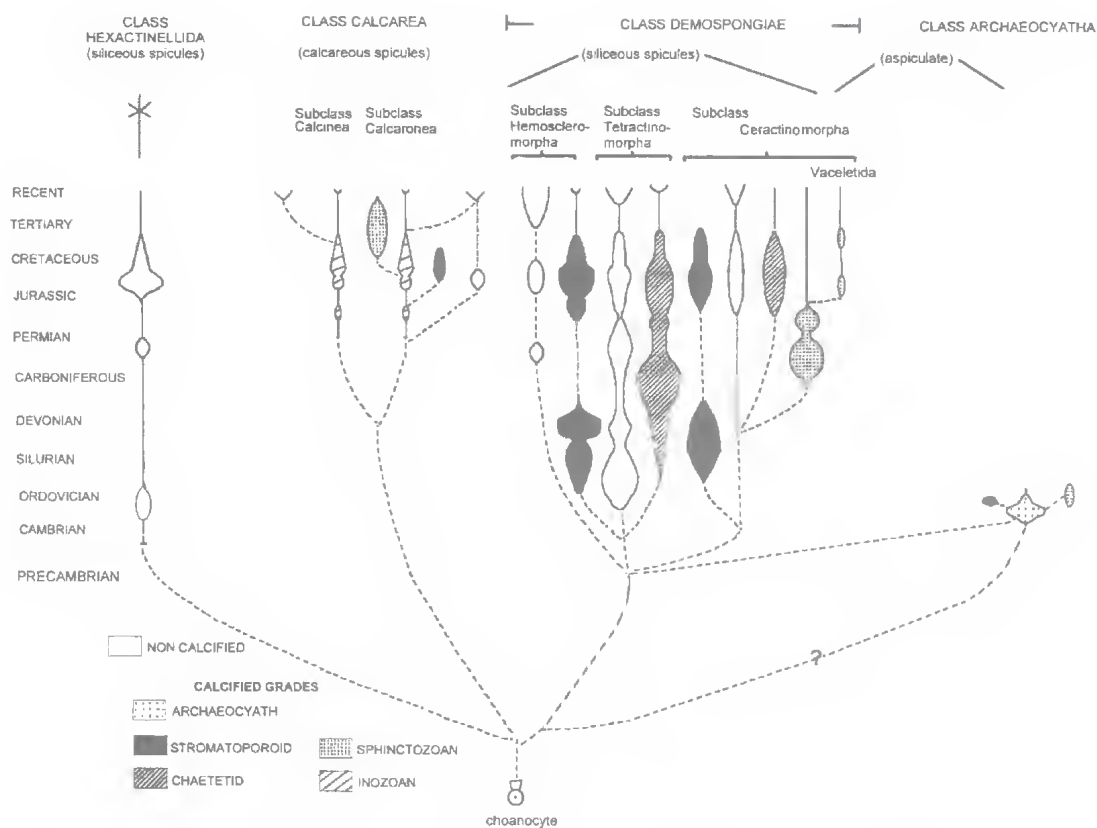 CLASS
HEXACTINELLIDA
(siliceous spicules)
CLASS CALCAREA
(calcareous spicules)
CLASS DEMOSPONGIAE
(siliceous spicules)
CLASS ARCHAEOCYATHA
(aspiculate)
Subclass
Calcinea
Subclass
Calcaronea
Subclass
Hemosclero-
morpha
Subclass
Tetractino-
morpha
Subclass
Ceractinomorpha
Vaceletida
RECENT
TERTIARY
CRETACEOUS
JURASSIC
PERMIAN
CARBONIFEROUS
DEVONIAN
SILURIAN
ORDOVICIAN
CAMBRIAN
PRECAMBRIAN
?
NON CALCIFIED
CALCIFIED GRADES
ARCHAEOCYATH
STROMATOPOROID
SPHINCTOZOAN
CHAETETID
INOZOAN
choanocyte